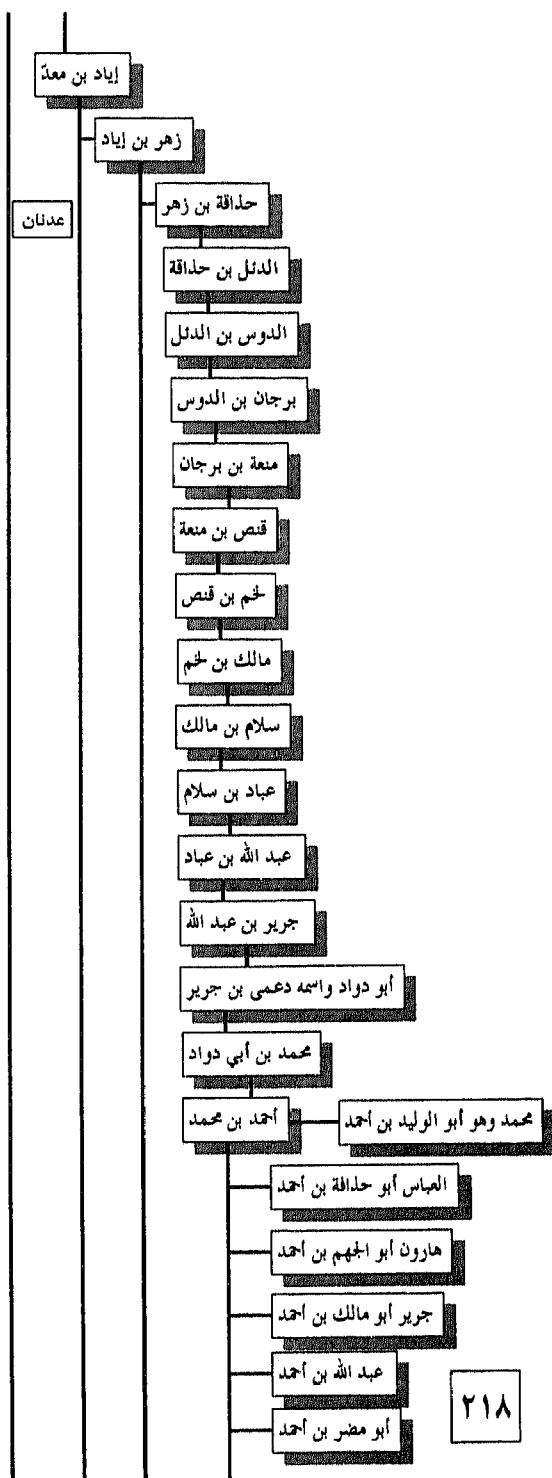 إياد بن معدّ
زهر بن إياد
حذاقة بن زهر
عدنان
الدئل بن حذاقة
الدوس بن الدئل
برجان بن الدوس
منعة بن برجان
قنص بن منعة
لخم بن قنص
مالك بن لخم
سلام بن مالك
عباد بن سلام
عبد الله بن عباد
جرير بن عبد الله
أبو دواد واسمه دعمى بن جرير
محمد بن أبي دواد
أحمد بن محمد
محمد وهو أبو الوليد بن أحمد
العباس أبو حذافة بن أحمد
هارون أبو الجهم بن أحمد
جرير أبو مالك بن أحمد
عبد الله بن أحمد
أبو مضر بن أحمد
٢١٨